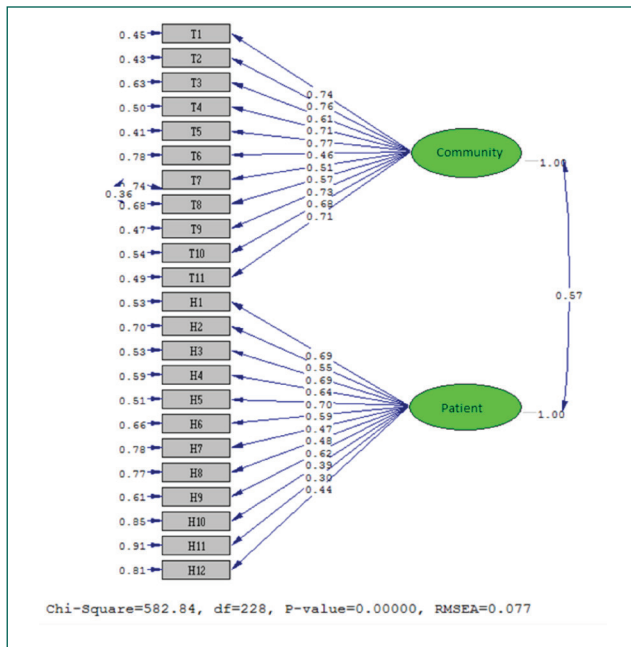 0.45 T1
0.43 T2
0.63 T3
0.50 T4
0.41 T5
0.78 T6
0.74 T7
0.36
0.68 T8
0.47 T9
0.54 T10
0.49 T11
0.53 H1
0.70 H2
0.53 H3
0.59 H4
0.51 H5
0.66 H6
0.78 H7
0.77 H8
0.61 H9
0.85 H10
0.91 H11
0.81 H12
0.74
0.76
0.61
0.71
0.77
0.46
0.51
0.57
0.73
0.68
0.71
Community
1.00
0.57
0.69
0.55
0.69
0.64
0.70
0.59
0.47
0.48
0.62
0.39
0.30
0.44
Patient
1.00
Chi-Square=582.84, df=228, P-value=0.00000, RMSEA=0.077